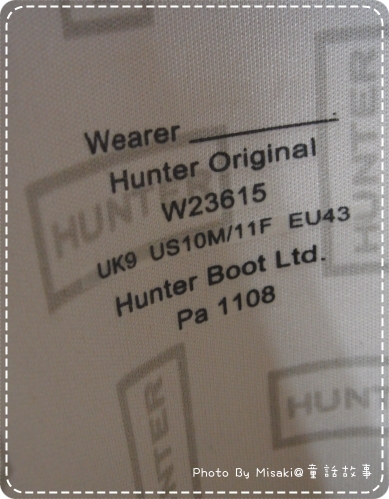 Wearer
Hunter Original
W23615
UK9 US10M/11F EU43
Hunter Boot Ltd.
Pa 1108
HUNTER
HUNTER
HUNTER
HUNT
Photo By Misaki@童話故事